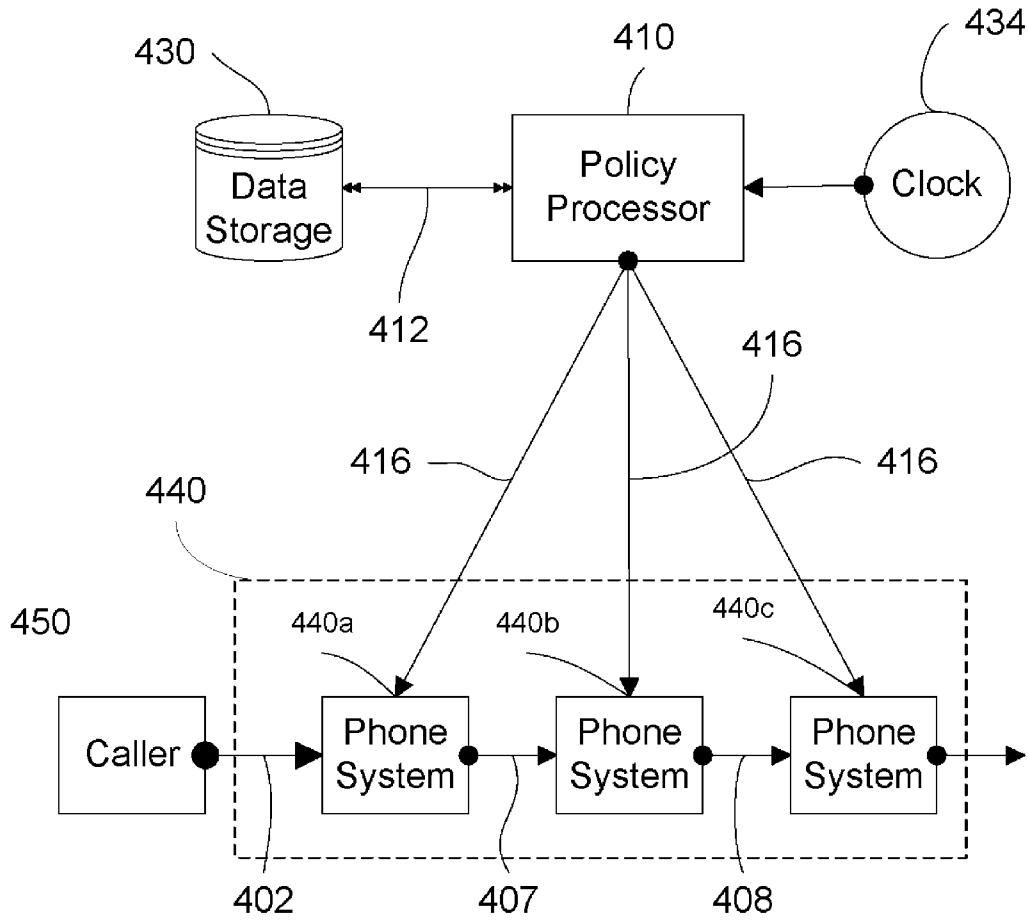 430
410
434
Data
Storage
Policy
Processor
Clock
412
416
416
416
440
450
440a
440b
440c
Caller
Phone
System
Phone
System
Phone
System
402
407
408